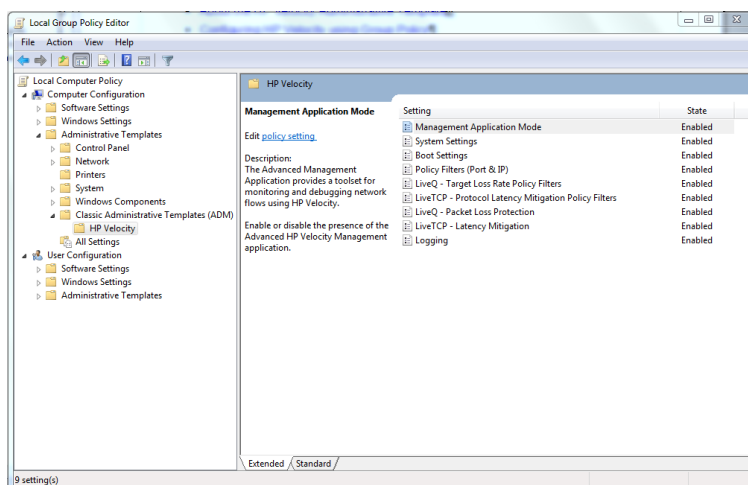 Configuring HP Velocity using Group Policy¶
Local Group Policy Editor
File Action View Help
Local Computer Policy
Computer Configuration
Software Settings
Windows Settings
Administrative Templates
Control Panel
Network
Printers
System
Windows Components
Classic Administrative Templates (ADM)
HP Velocity
All Settings
User Configuration
Software Settings
Windows Settings
Administrative Templates
HP Velocity
Management Application Mode
Edit policy setting
Description:
The Advanced Management
Application provides a toolset for
monitoring and debugging network
flows using HP Velocity.
Enable or disable the presence of the
Advanced HP Velocity Management
application.
Setting State
Management Application Mode Enabled
System Settings Enabled
Boot Settings Enabled
Policy Filters (Port & IP) Enabled
LiveQ - Target Loss Rate Policy Filters Enabled
LiveTCP - Protocol Latency Mitigation Policy Filters Enabled
LiveQ - Packet Loss Protection Enabled
LiveTCP - Latency Mitigation Enabled
Logging Enabled
Extended Standard
9 setting(s)